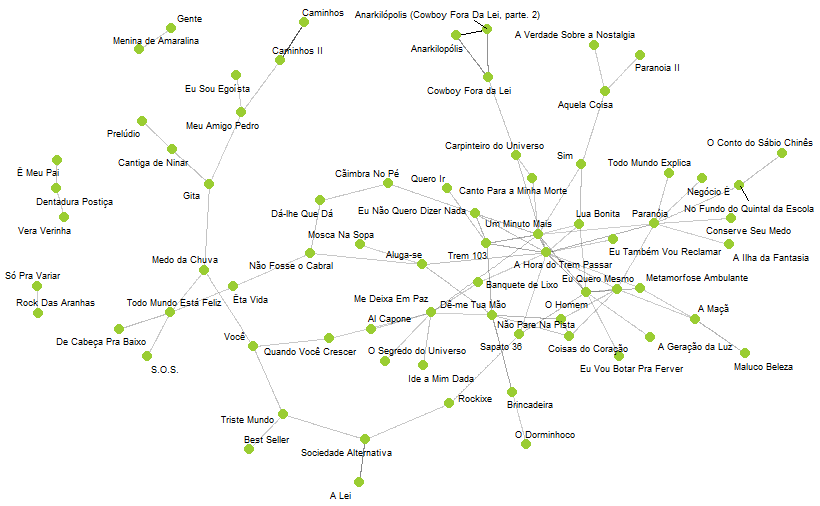 Gente
Caminhos
Anarkilópolis (Cowboy Fora Da Lei, parte. 2)
Menina de Amaralina
Caminhos II
Anarkilopólis
A Verdade Sobre a Nostalgia
Paranoia II
Eu Sou Egoísta
Cowboy Fora da Lei
Aquela Coisa
Prelúdio
Meu Amigo Pedro
Carpinteiro do Universo
O Conto do Sábio Chinês
Cantiga de Ninar
Sim
Todo Mundo Explica
Ê Meu Pai
Cãimbra No Pé
Quero Ir
Canto Para a Minha Morte
Negócio É
Dentadura Postiça
Gita
Dá-lhe Que Dá
Eu Não Quero Dizer Nada
Lua Bonita
Paranóia
No Fundo do Quintal da Escola
Vera Verinha
Um Minuto Mais
Conserve Seu Medo
Mosca Na Sopa
Medo da Chuva
Não Fosse o Cabral
Aluga-se
Trem 103
A Hora do Trem Passar
Eu Também Vou Reclamar
A Ilha da Fantasia
Só Pra Variar
Eu Quero Mesmo
Metamorfose Ambulante
Banquete de Lixo
Rock Das Aranhas
Todo Mundo Está Feliz
Êta Vida
Me Deixa Em Paz
Dê-me Tua Mão
O Homem
A Maçã
De Cabeça Pra Baixo
Você
Al Capone
Não Pare Na Pista
Quando Você Crescer
O Segredo do Universo
Sapato 36
Coisas do Coração
A Geração da Luz
S.O.S.
Ide a Mim Dada
Eu Vou Botar Pra Ferver
Maluco Beleza
Rockixe
Brincadeira
Triste Mundo
Best Seller
Sociedade Alternativa
O Dorminhoco
A Lei